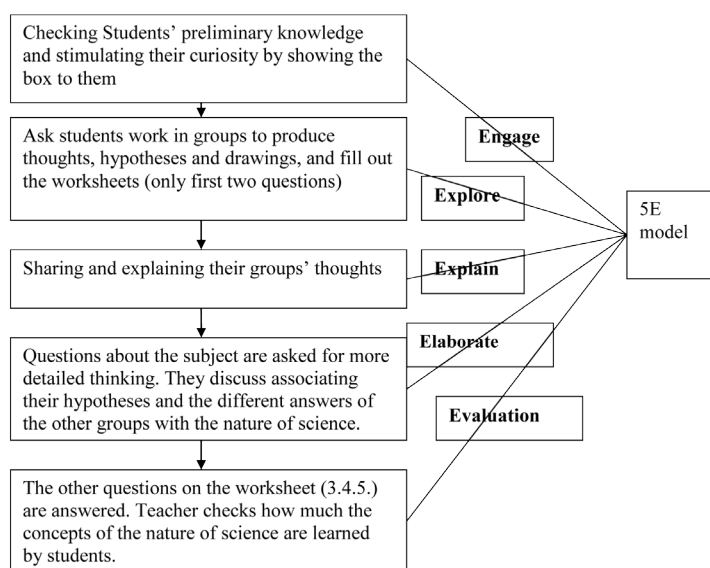 Checking Students’ preliminary knowledge
and stimulating their curiosity by showing the
box to them
Ask students work in groups to produce
thoughts, hypotheses and drawings, and fill out
the worksheets (only first two questions)
Sharing and explaining their groups’ thoughts
Questions about the subject are asked for more
detailed thinking. They discuss associating
their hypotheses and the different answers of
the other groups with the nature of science.
The other questions on the worksheet (3.4.5.)
are answered. Teacher checks how much the
concepts of the nature of science are learned
by students.
Engage
Explore
Explain
Elaborate
Evaluation
5E
model